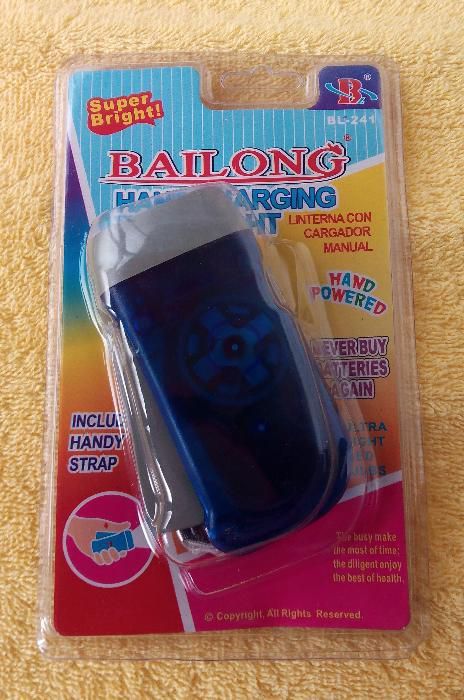 Super
Bright!
B®
BL-241
BAILONG®
LINTERNA CON
CARGADOR
MANUAL
HAND
POWERED
NEVER BUY
BATTERIES
AGAIN
HANDY
STRAP
The busy make
the most of time;
the diligent enjoy
the best of health.
© Copyright, All Rights Reserved.